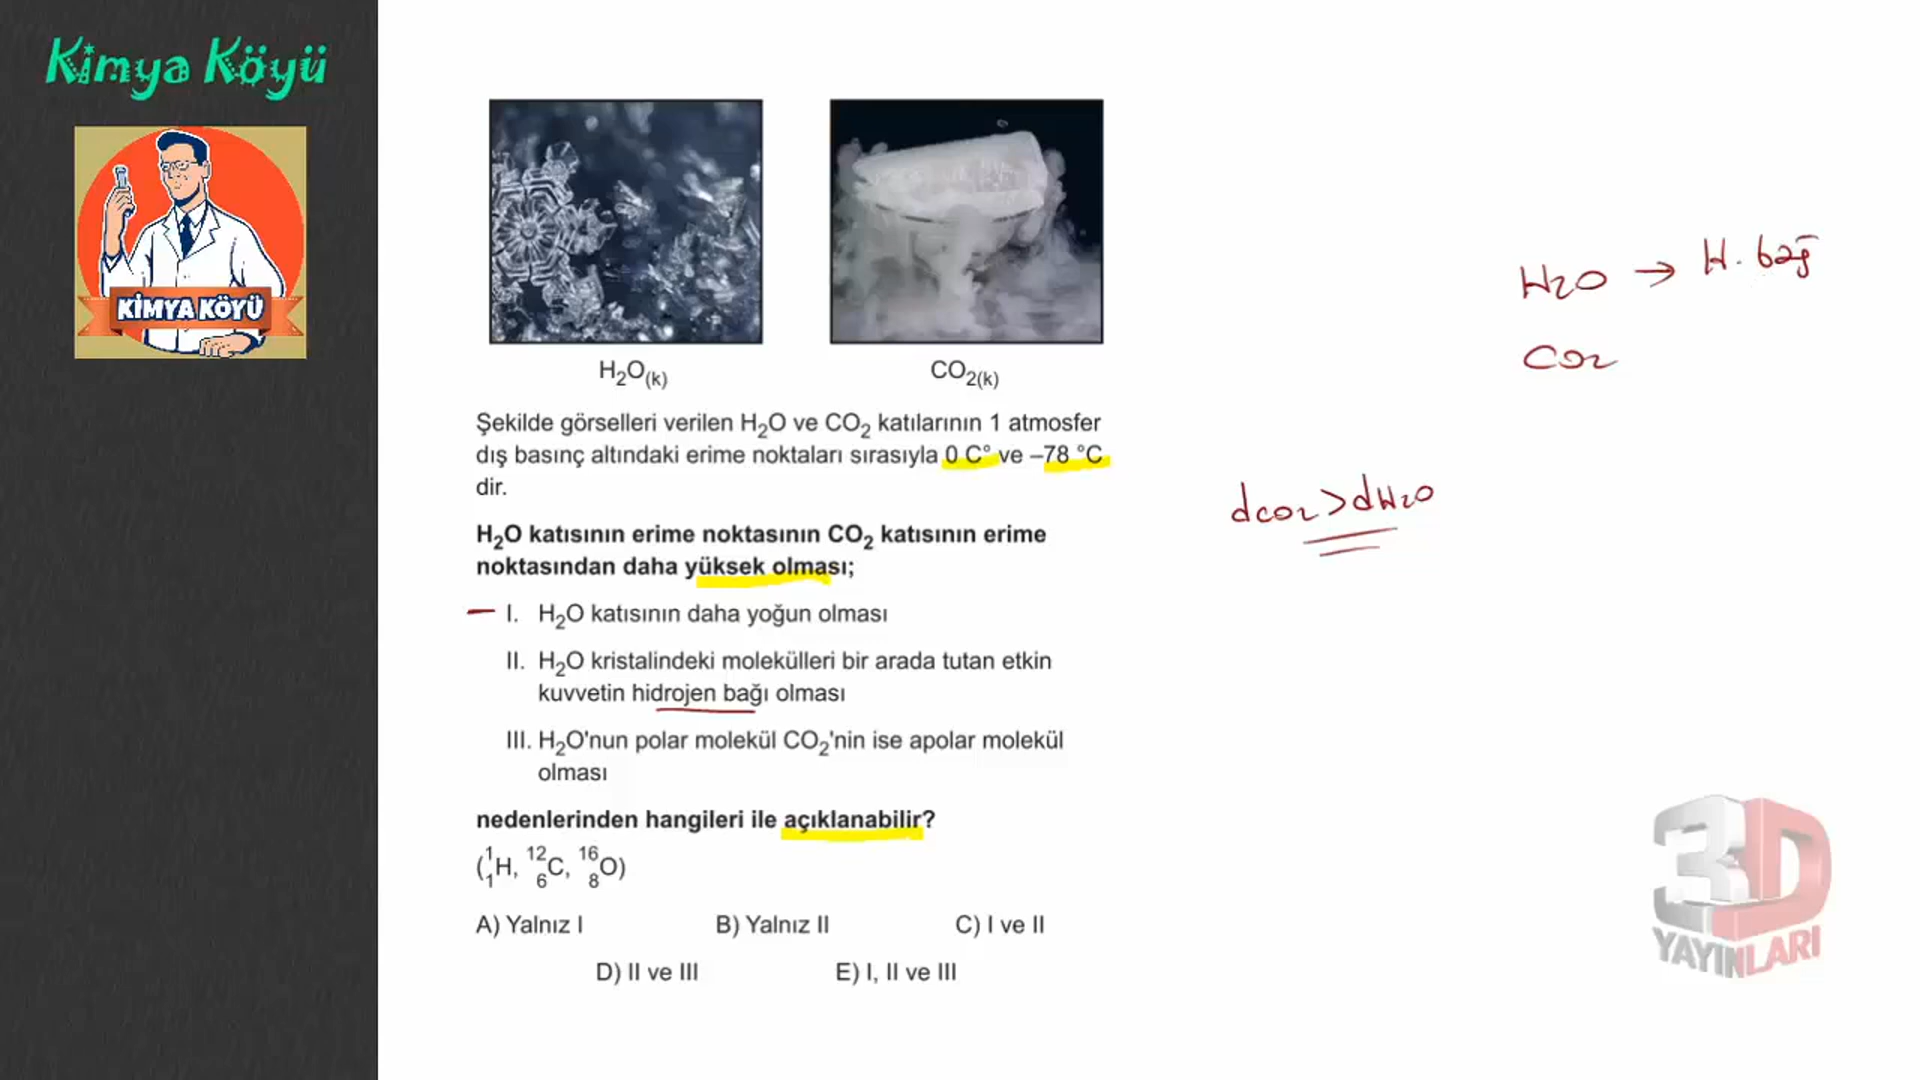 Kimya Köyü
KİMYA KÖYÜ
H₂O(k)
CO₂(k)
Şekilde görselleri verilen H₂O ve CO₂ katılarının 1 atmosfer
dış basınç altındaki erime noktaları sırasıyla 0 C° ve –78 °C
dir.
H₂O katısının erime noktasının CO₂ katısının erime
noktasından daha yüksek olması;
I. H₂O katısının daha yoğun olması
II. H₂O kristalindeki molekülleri bir arada tutan etkin
kuvvetin hidrojen bağı olması
III. H₂O'nun polar molekül CO₂'nin ise apolar molekül
olması
nedenlerinden hangileri ile açıklanabilir?
(¹₁H, ¹²₆C, ¹⁶₈O)
A) Yalnız I
B) Yalnız II
C) I ve II
D) II ve III
E) I, II ve III
H₂O → H. bağ
CO₂
dCO₂ > dH₂O
3D
YAYINLARI